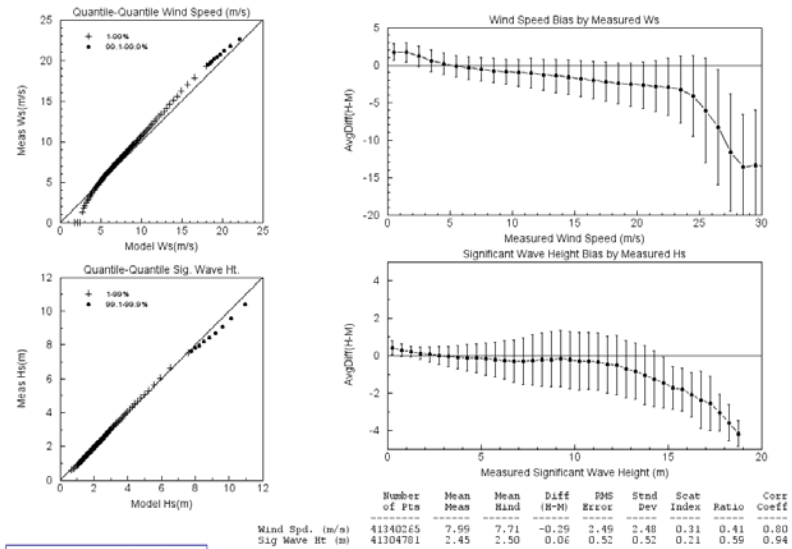 Quantile-Quantile Wind Speed (m/s)
25
20
15
10
5
0
+ 1-99%
• 99.1-99.9%
Meas Ws(m/s)
0 5 10 15 20 25
Model Ws(m/s)
Wind Speed Bias by Measured Ws
5
0
-5
-10
-15
-20
AvgDiff(H-M)
0 5 10 15 20 25 30
Measured Wind Speed (m/s)
Quantile-Quantile Sig. Wave Ht.
12
10
8
6
4
2
0
+ 1-99%
• 99.1-99.9%
Meas Hs(m)
0 2 4 6 8 10 12
Model Hs(m)
Significant Wave Height Bias by Measured Hs
4
2
0
-2
-4
AvgDiff(H-M)
5 10 15 20
Measured Significant Wave Height (m)
Number Mean Mean Diff RMS Stnd Scat Corr
of Pts Meas Hind (H-M) Error Dev Index Ratio Coeff
Wind Spd. (m/s) 41340265 7.99 7.71 -0.29 2.49 2.48 0.31 0.41 0.80
Sig Wave Ht (m) 41304781 2.45 2.50 0.06 0.52 0.52 0.21 0.59 0.94